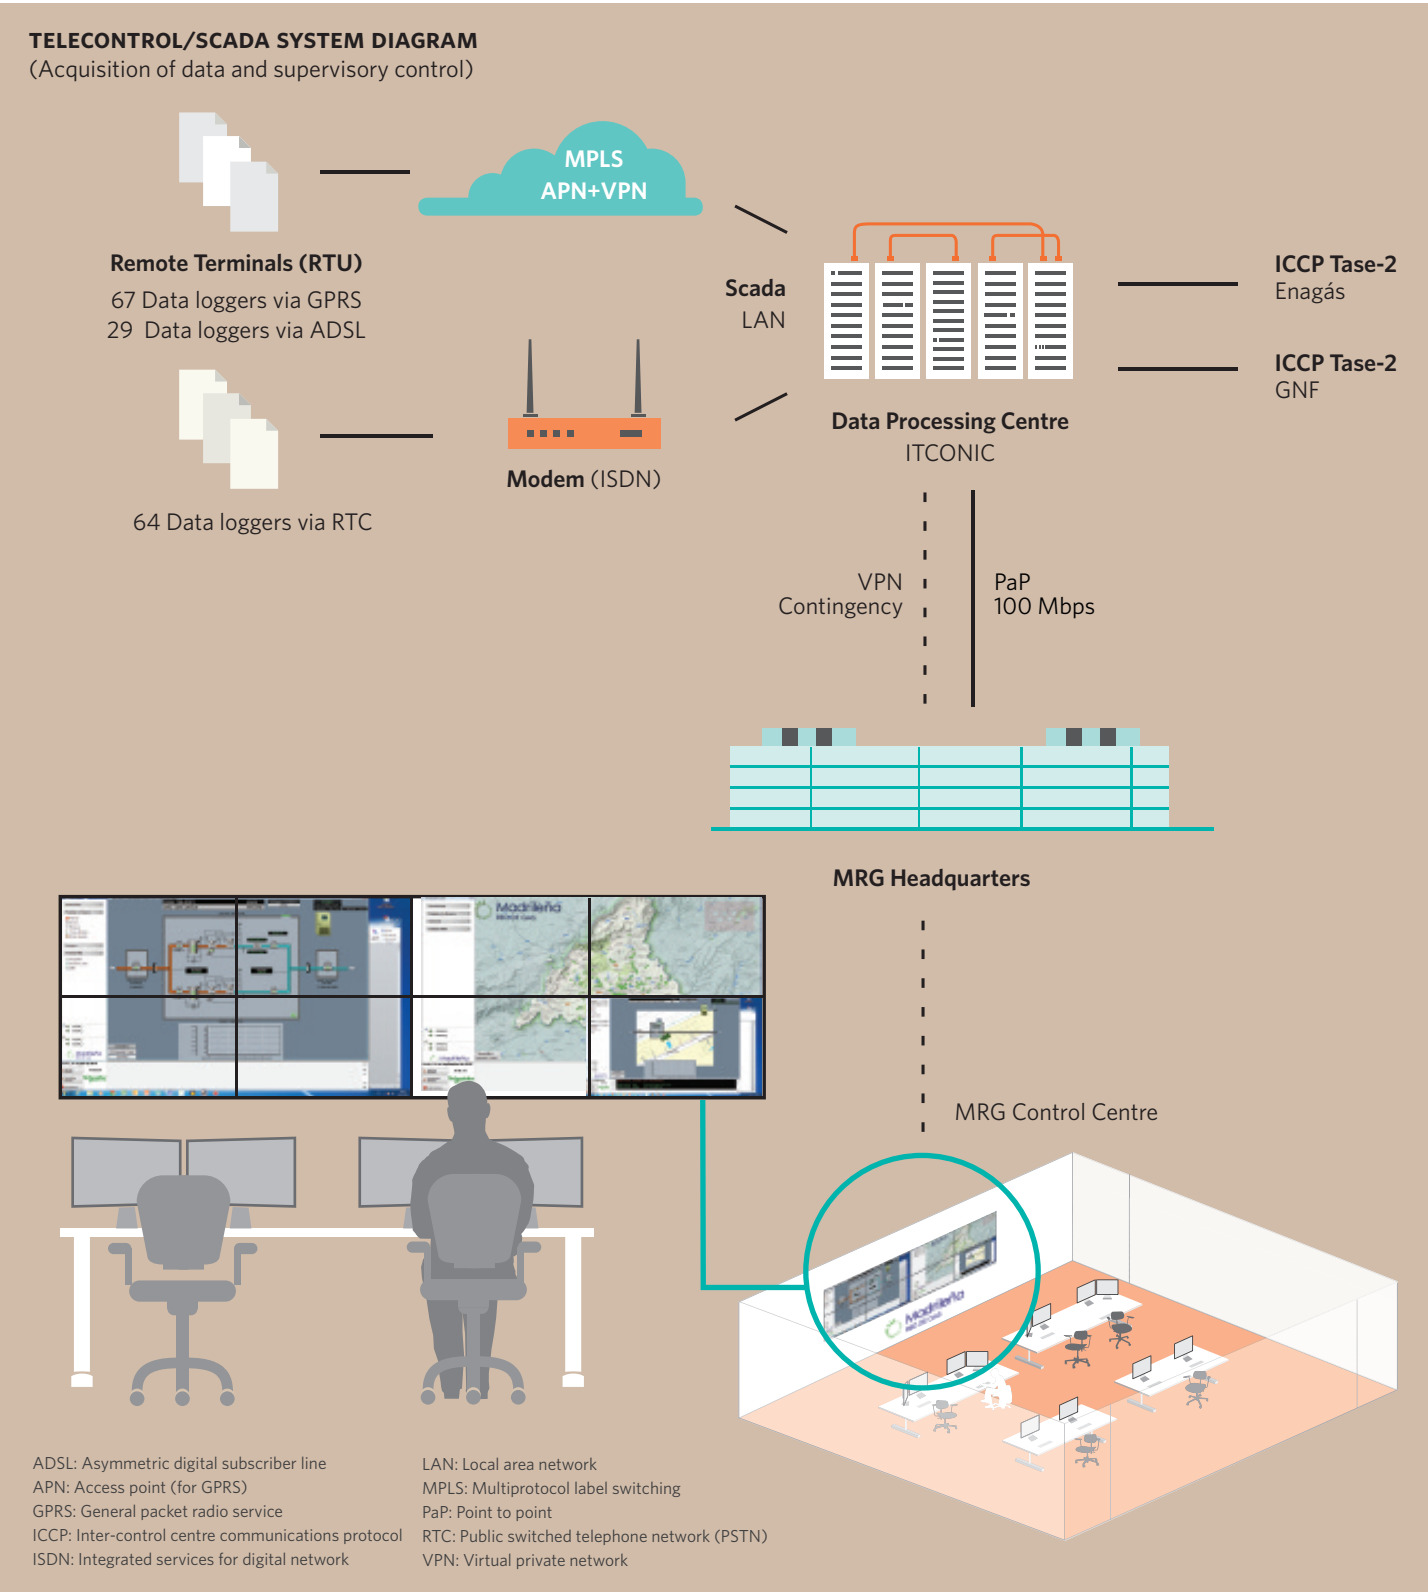 TELECONTROL/SCADA SYSTEM DIAGRAM
(Acquisition of data and supervisory control)
MPLS
APN+VPN
Remote Terminals (RTU)
67 Data loggers via GPRS
29 Data loggers via ADSL
Scada
LAN
ICCP Tase-2
Enagás
ICCP Tase-2
GNF
Data Processing Centre
ITCONIC
Modem (ISDN)
64 Data loggers via RTC
VPN
Contingency
PaP
100 Mbps
MRG Headquarters
Madrileña
MRG Control Centre
Madrileña
RED DE GAS
ADSL: Asymmetric digital subscriber line
APN: Access point (for GPRS)
GPRS: General packet radio service
ICCP: Inter-control centre communications protocol
ISDN: Integrated services for digital network
LAN: Local area network
MPLS: Multiprotocol label switching
PaP: Point to point
RTC: Public switched telephone network (PSTN)
VPN: Virtual private network